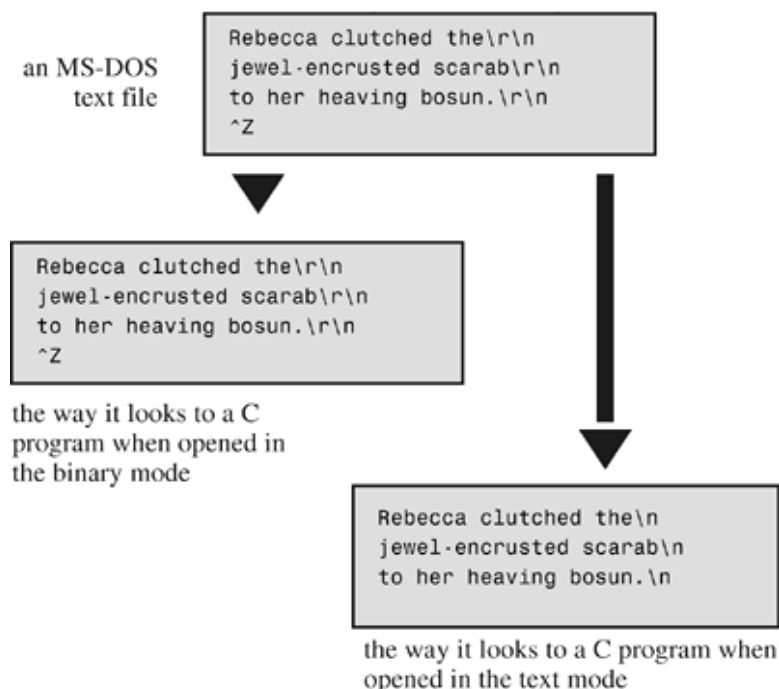 an MS-DOS
text file
Rebecca clutched the\r\n
jewel-encrusted scarab\r\n
to her heaving bosun.\r\n
^Z
Rebecca clutched the\r\n
jewel-encrusted scarab\r\n
to her heaving bosun.\r\n
^Z
the way it looks to a C
program when opened in
the binary mode
Rebecca clutched the\n
jewel-encrusted scarab\n
to her heaving bosun.\n
the way it looks to a C program when
opened in the text mode